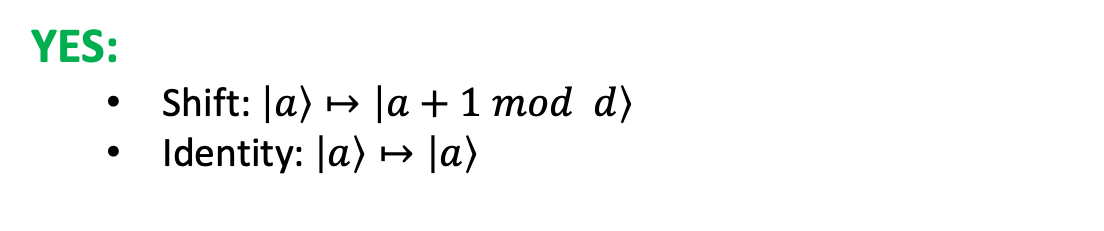 YES:
• Shift: |a⟩ ↦ |a + 1 mod d⟩
• Identity: |a⟩ ↦ |a⟩